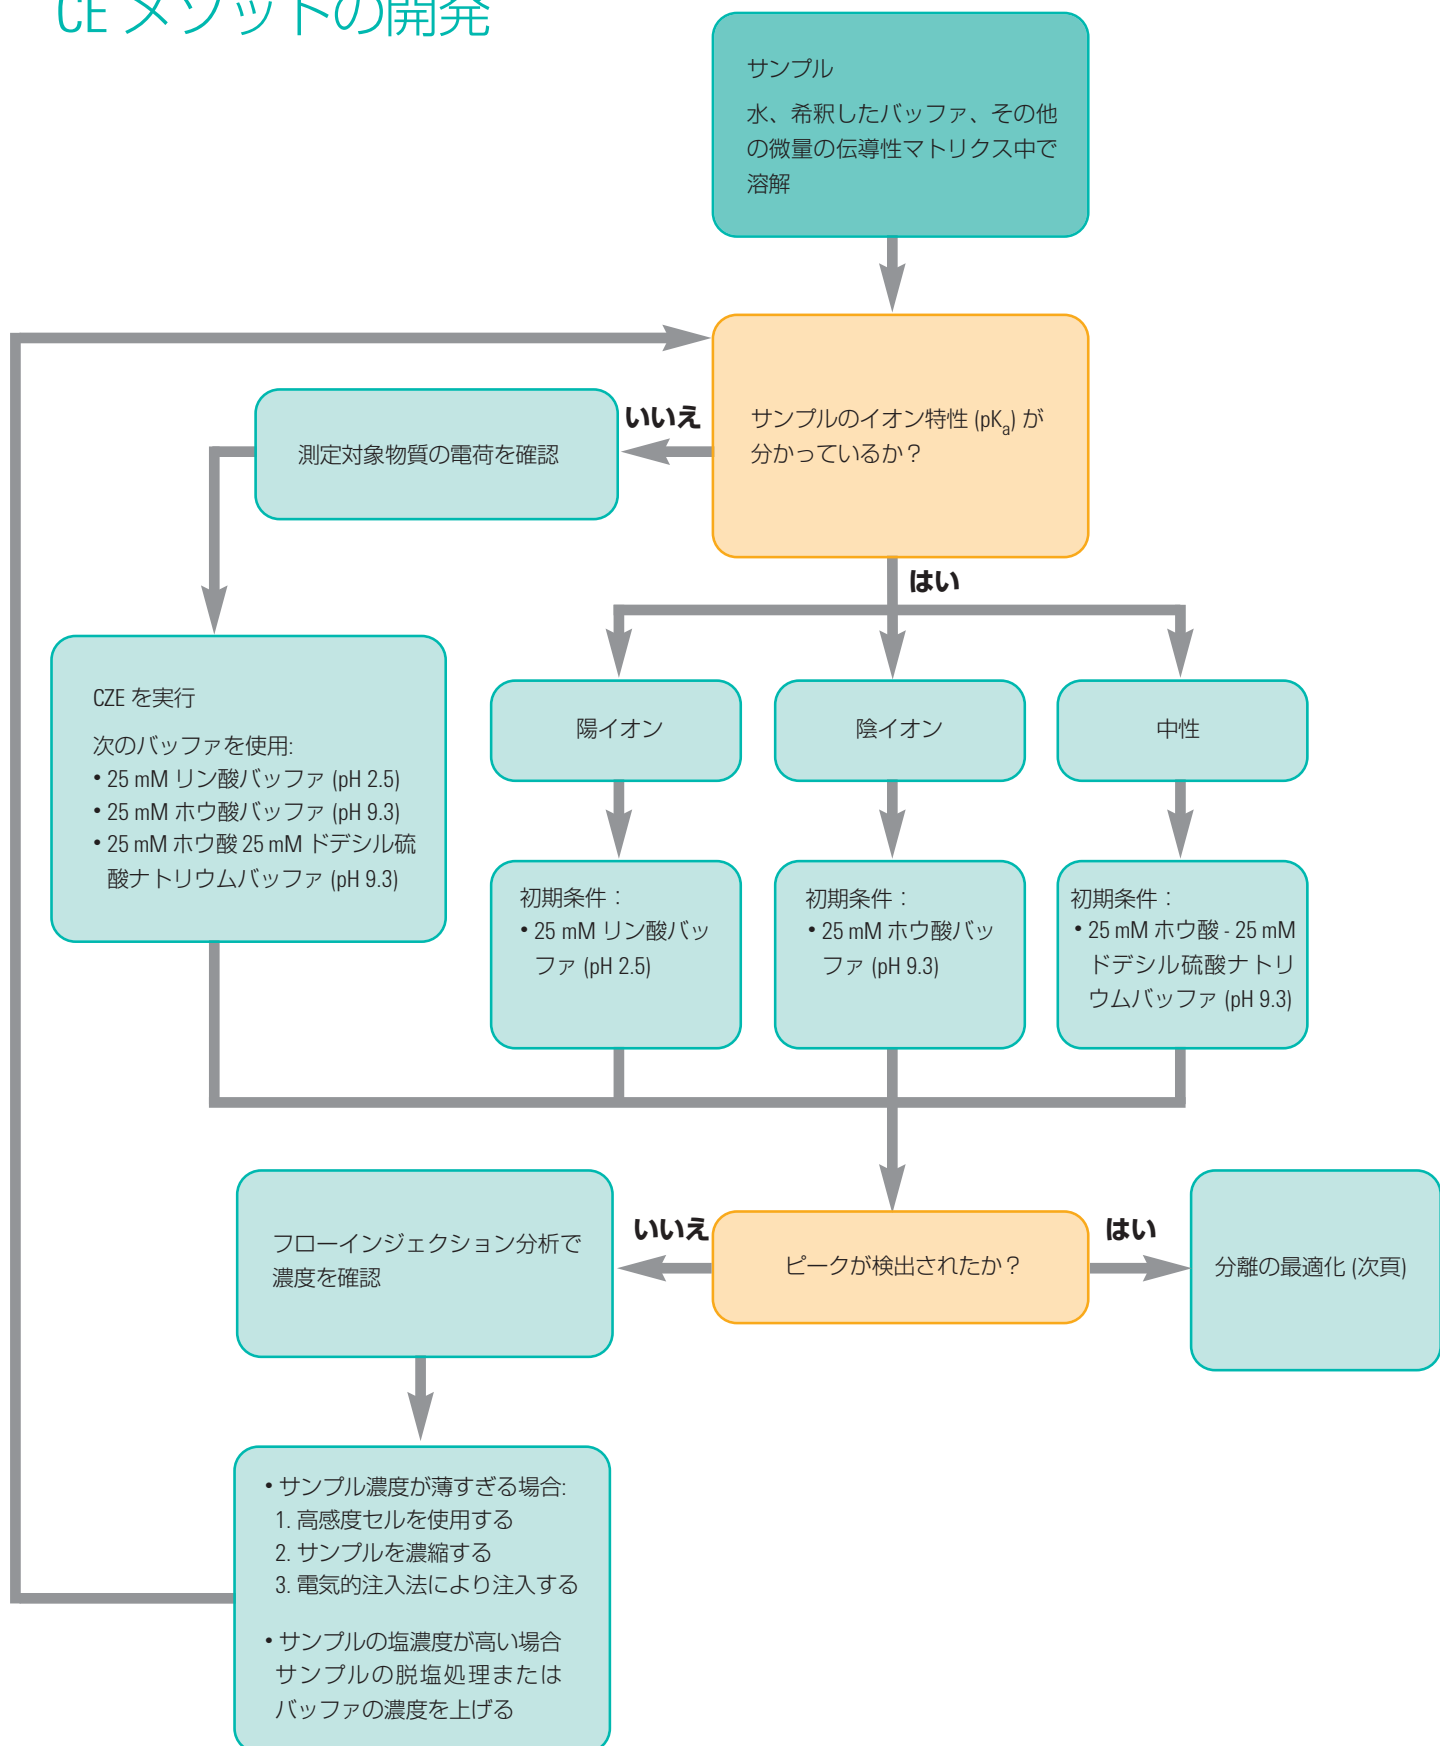 CE メソッドの開発
サンプル
水、希釈したバッファ、その他
の微量の伝導性マトリクス中で
溶解
サンプルのイオン特性 (pKa) が
分かっているか？
いいえ
測定対象物質の電荷を確認
はい
CZE を実行
次のバッファを使用:
• 25 mM リン酸バッファ (pH 2.5)
• 25 mM ホウ酸バッファ (pH 9.3)
• 25 mM ホウ酸 25 mM ドデシル硫
酸ナトリウムバッファ (pH 9.3)
陽イオン
陰イオン
中性
初期条件：
• 25 mM リン酸バッ
ファ (pH 2.5)
初期条件：
• 25 mM ホウ酸バッ
ファ (pH 9.3)
初期条件：
• 25 mM ホウ酸 - 25 mM
ドデシル硫酸ナトリ
ウムバッファ (pH 9.3)
ピークが検出されたか？
いいえ
はい
フローインジェクション分析で
濃度を確認
分離の最適化 (次頁)
• サンプル濃度が薄すぎる場合:
1. 高感度セルを使用する
2. サンプルを濃縮する
3. 電気的注入法により注入する
• サンプルの塩濃度が高い場合
サンプルの脱塩処理または
バッファの濃度を上げる